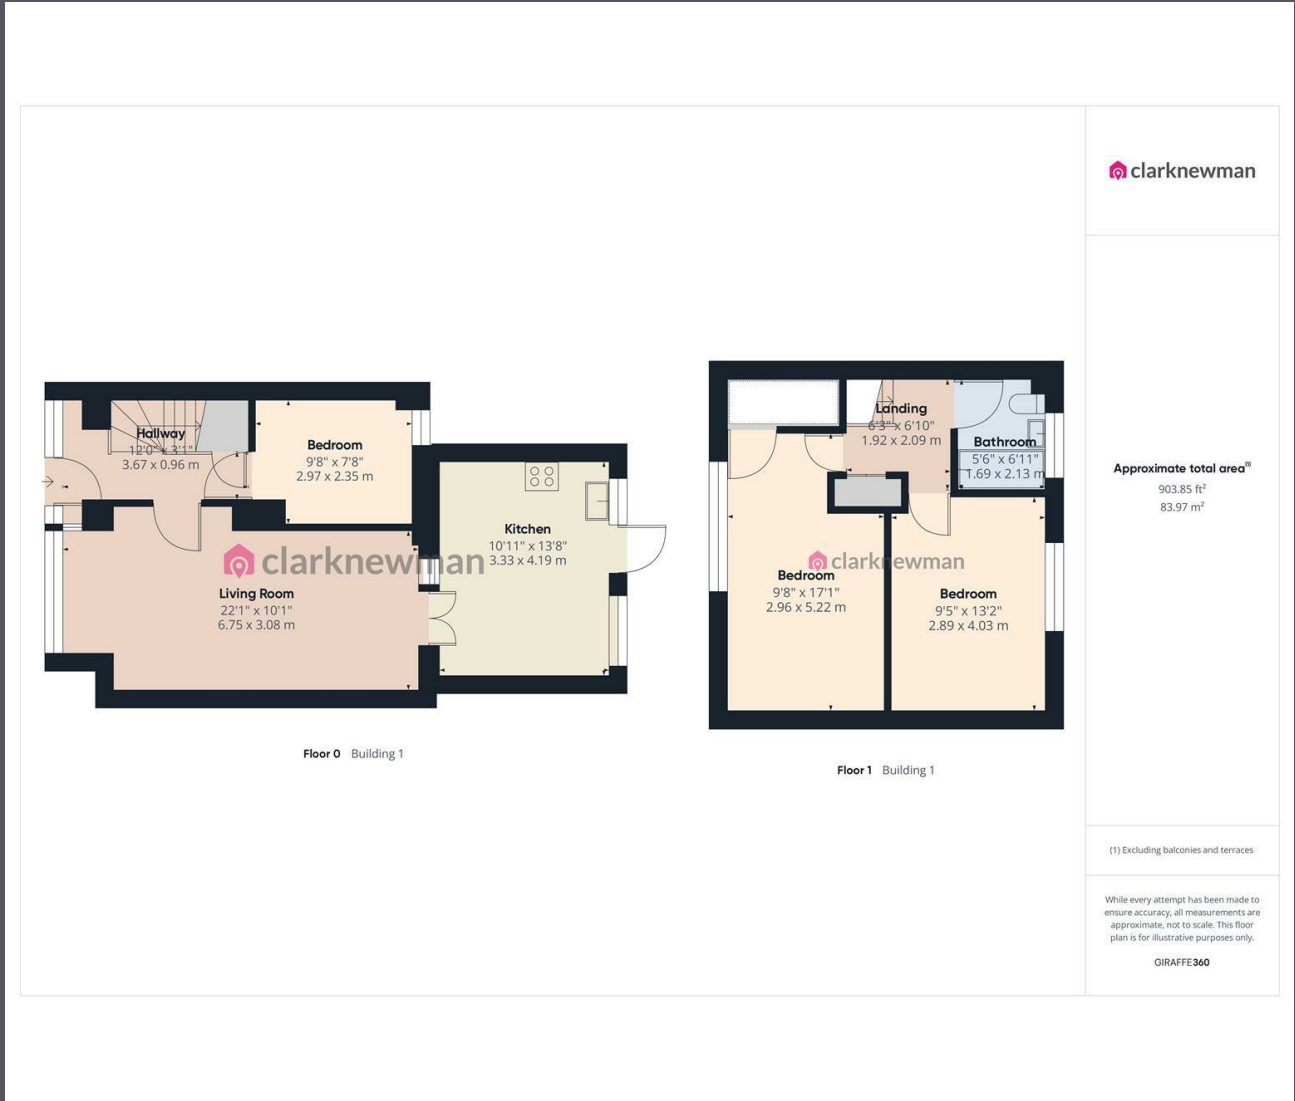 clarknewman
Hallway
12'0" x 3'1"
3.67 x 0.96 m
Bedroom
9'8" x 7'8"
2.97 x 2.35 m
Kitchen
10'11" x 13'8"
3.33 x 4.19 m
clarknewman
Living Room
22'1" x 10'1"
6.75 x 3.08 m
Floor 0 Building 1
Landing
6'3" x 6'10"
1.92 x 2.09 m
Bathroom
5'6" x 6'11"
1.69 x 2.13 m
clarknewman
Bedroom
9'8" x 17'1"
2.96 x 5.22 m
Bedroom
9'5" x 13'2"
2.89 x 4.03 m
Floor 1 Building 1
Approximate total area(1)
903.85 ft²
83.97 m²
(1) Excluding balconies and terraces
While every attempt has been made to
ensure accuracy, all measurements are
approximate, not to scale. This floor
plan is for illustrative purposes only.
GIRAFFE360